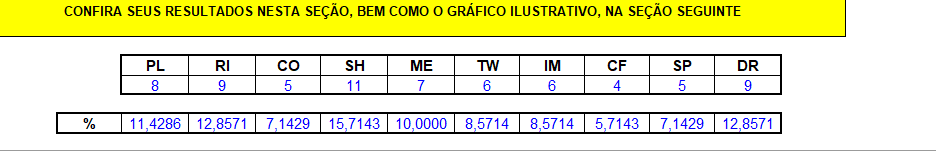 CONFIRA SEUS RESULTADOS NESTA SEÇÃO, BEM COMO O GRÁFICO ILUSTRATIVO, NA SEÇÃO SEGUINTE
PL RI CO SH ME TW IM CF SP DR
8 9 5 11 7 6 6 4 5 9
% 11,4286 12,8571 7,1429 15,7143 10,0000 8,5714 8,5714 5,7143 7,1429 12,8571